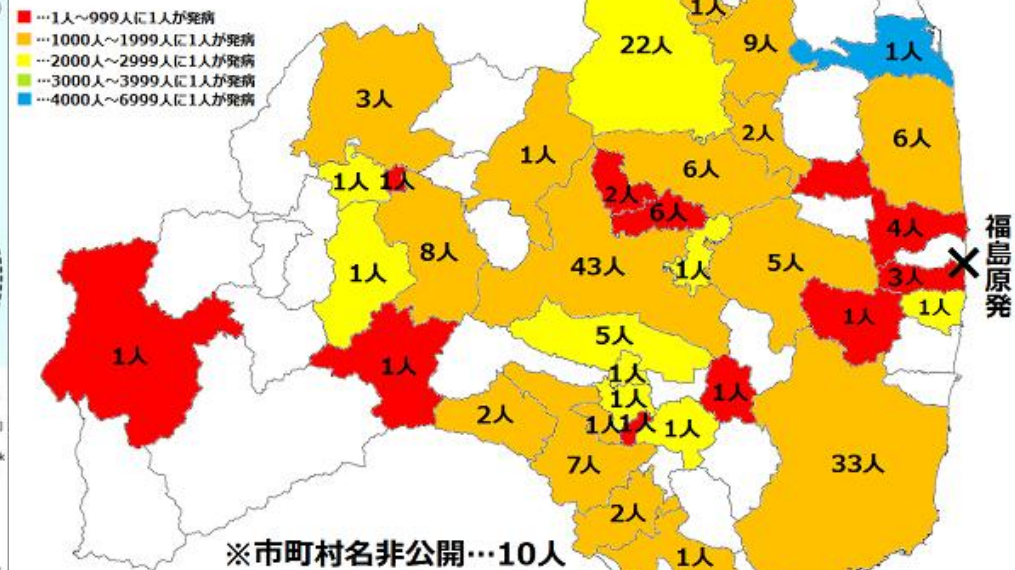 …1人～999人に1人が発病
…1000人～1999人に1人が発病
…2000人～2999人に1人が発病
…3000人～3999人に1人が発病
…4000人～6999人に1人が発病
1人
22人
9人
1人
3人
2人
6人
1人
6人
1人
1人
2人
6人
4人
8人
43人
1人
5人
3人
1人
1人
1人
5人
1人
1人
1人
1人
1人
2人
1人
1人
1人
7人
33人
2人
1人
福島原発
※市町村名非公開…10人